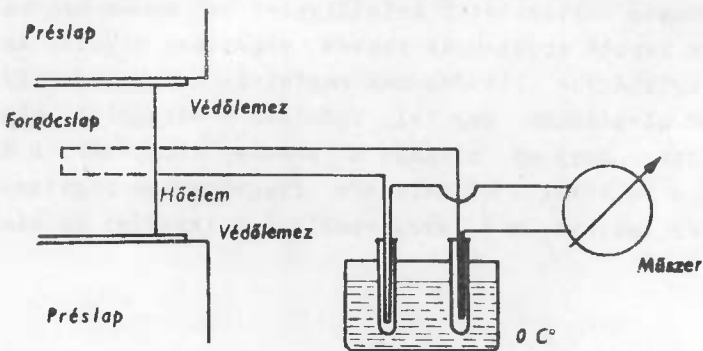 Préslap
Védőlemez
Forgácslap
Hőelem
Védőlemez
Műszer
Préslap
0 C°